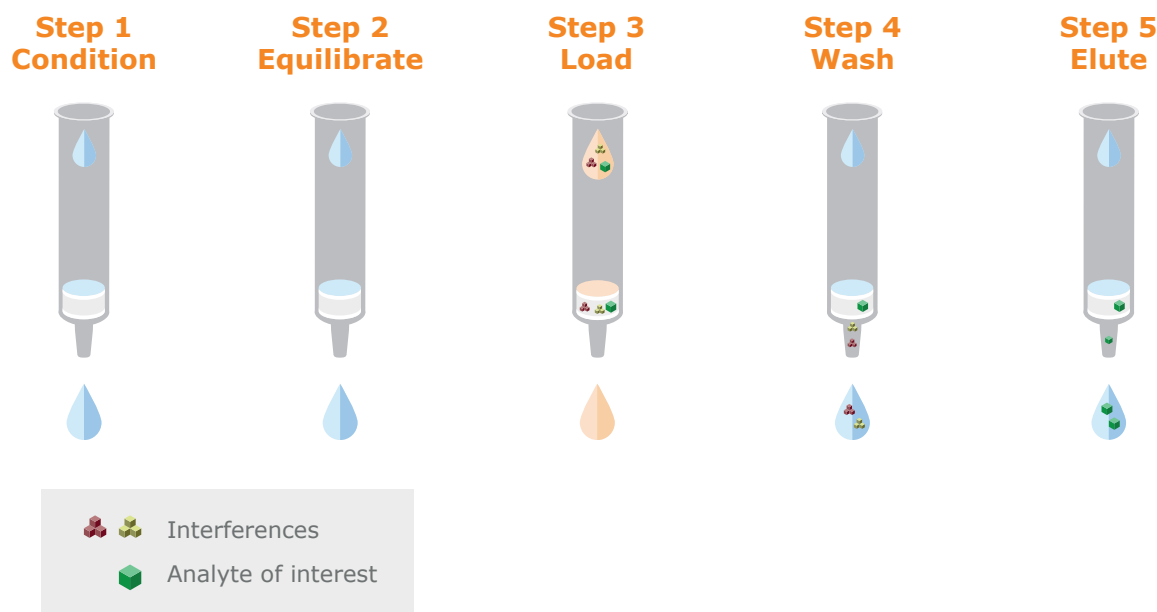 Step 1
Condition
Step 2
Equilibrate
Step 3
Load
Step 4
Wash
Step 5
Elute
Interferences
Analyte of interest